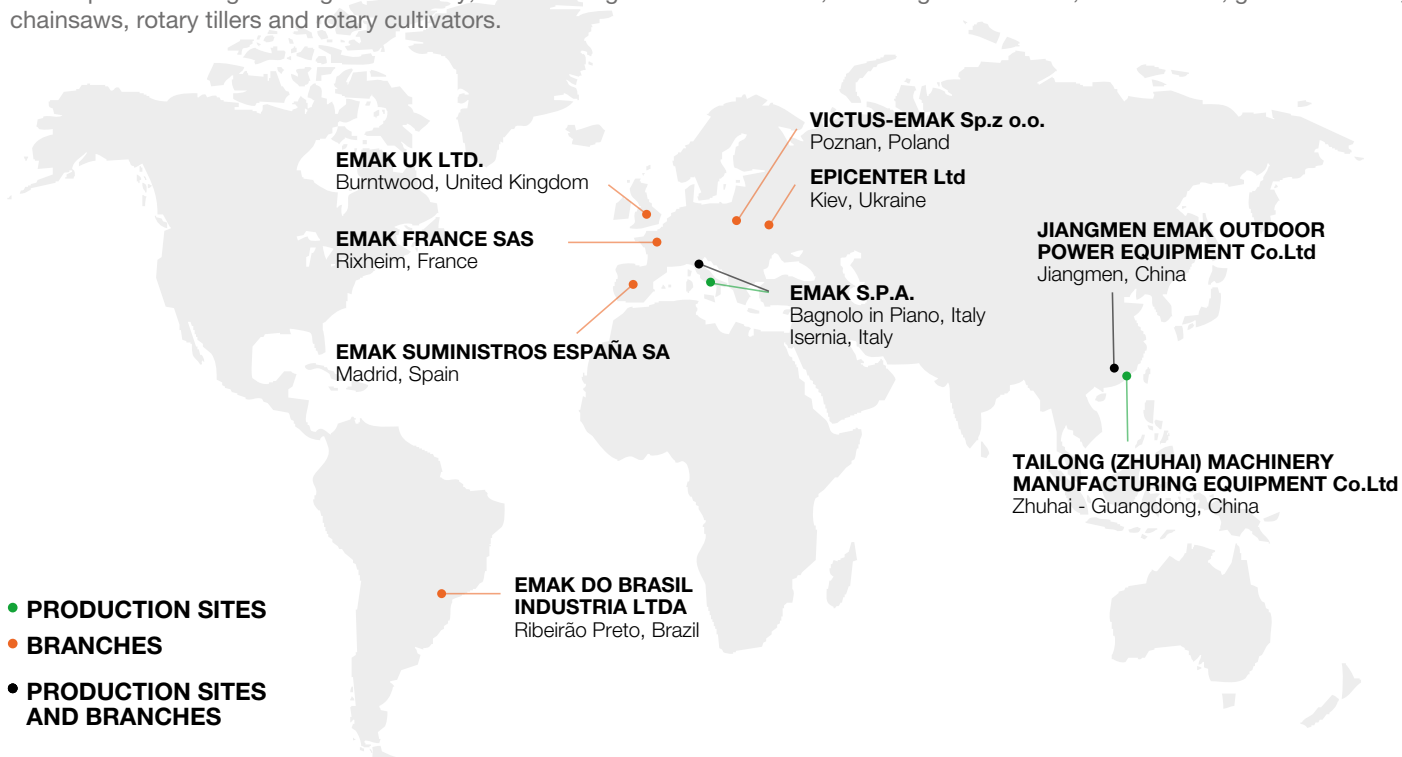 chainsaws, rotary tillers and rotary cultivators.
VICTUS-EMAK Sp.z o.o.
Poznan, Poland
EMAK UK LTD.
Burntwood, United Kingdom
EPICENTER Ltd
Kiev, Ukraine
JIANGMEN EMAK OUTDOOR
POWER EQUIPMENT Co.Ltd
Jiangmen, China
EMAK FRANCE SAS
Rixheim, France
EMAK S.P.A.
Bagnolo in Piano, Italy
Isernia, Italy
EMAK SUMINISTROS ESPAÑA SA
Madrid, Spain
TAILONG (ZHUHAI) MACHINERY
MANUFACTURING EQUIPMENT Co.Ltd
Zhuhai - Guangdong, China
EMAK DO BRASIL
INDUSTRIA LTDA
Ribeirão Preto, Brazil
PRODUCTION SITES
BRANCHES
PRODUCTION SITES
AND BRANCHES